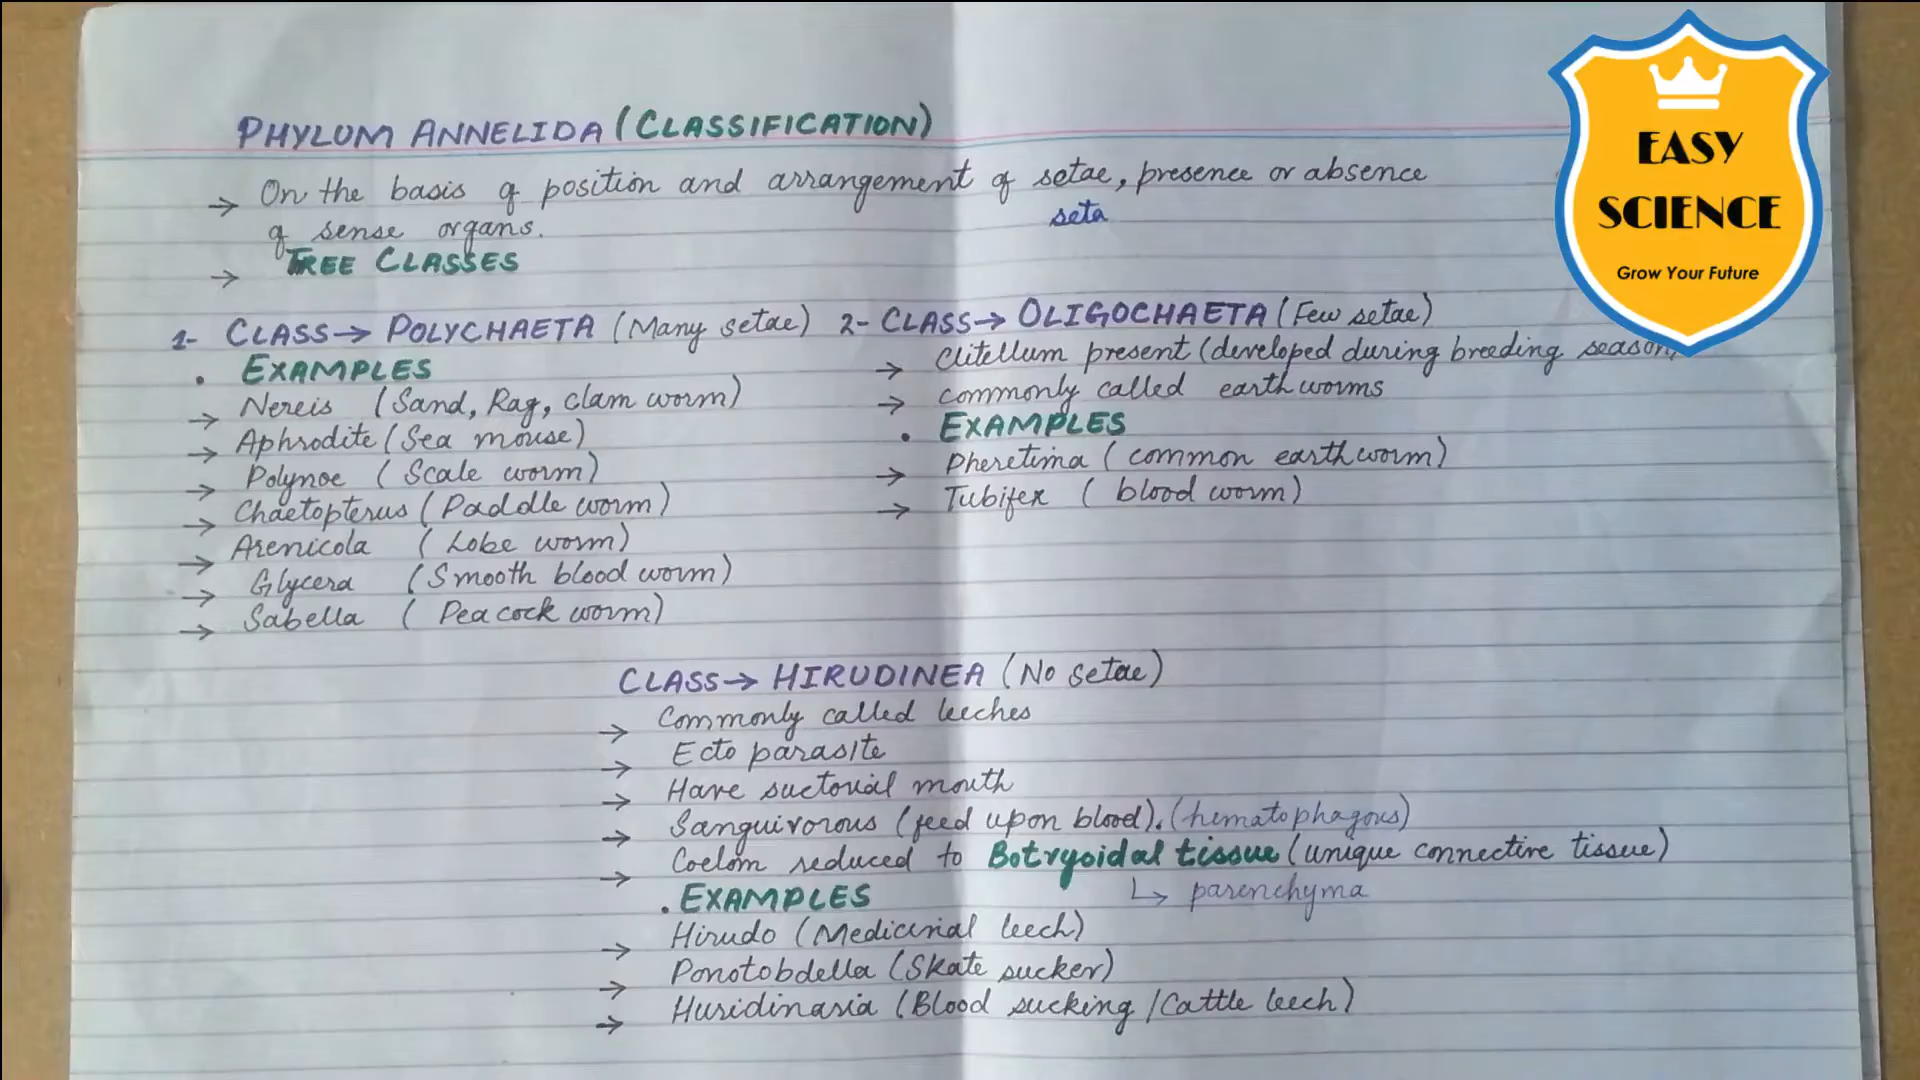 PHYLUM ANNELIDA (CLASSIFICATION)
→ On the basis of position and arrangement of setae, presence or absence
of sense organs.
seta
→ TREE CLASSES
1- CLASS→ POLYCHAETA (Many setae)
. EXAMPLES
→ Nereis (Sand, Rag, clam worm)
→ Aphrodite (Sea mouse)
→ Polynoe (Scale worm)
→ Chaetopterus (Paddle worm)
→ Arenicola (Lobe worm)
→ Glycera (Smooth blood worm)
→ Sabella (Peacock worm)
2- CLASS→ OLIGOCHAETA (Few setae)
→ Clitellum present (developed during breeding season)
→ commonly called earthworms
. EXAMPLES
→ Pheretima (common earthworm)
→ Tubifex (blood worm)
CLASS→ HIRUDINEA (No setae)
→ Commonly called leeches
→ Ecto parasite
→ Have suctorial mouth
→ Sanguivorous (feed upon blood). (hematophagous)
→ Coelom reduced to Botryoidal tissue (unique connective tissue)
↳ parenchyma
. EXAMPLES
→ Hirudo (Medicinal leech)
→ Ponotobdella (Skate sucker)
→ Huridinaria (Blood sucking /Cattle leech)
EASY
SCIENCE
Grow Your Future